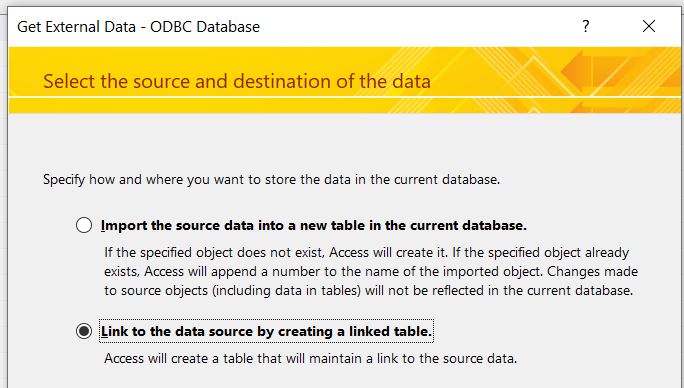 Get External Data - ODBC Database ?
Select the source and destination of the data
Specify how and where you want to store the data in the current database.
Import the source data into a new table in the current database.
If the specified object does not exist, Access will create it. If the specified object already
exists, Access will append a number to the name of the imported object. Changes made
to source objects (including data in tables) will not be reflected in the current database.
Link to the data source by creating a linked table.
Access will create a table that will maintain a link to the source data.